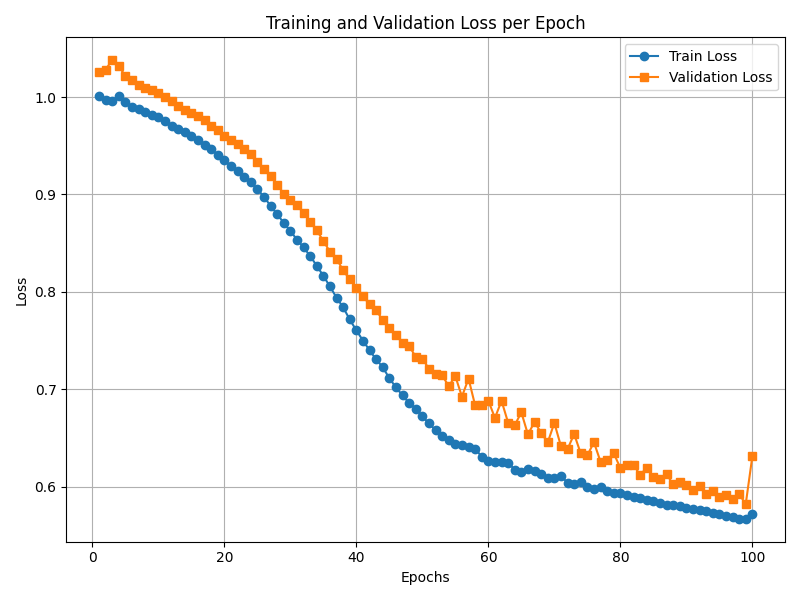 Training and Validation Loss per Epoch
Train Loss
Validation Loss
1.0
0.9
0.8
0.7
0.6
Loss
0 20 40 60 80 100
Epochs